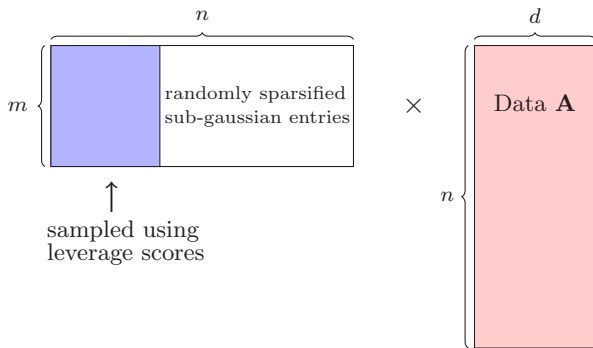 n
d
m
randomly sparsified
sub-gaussian entries
×
Data A
n
sampled using
leverage scores